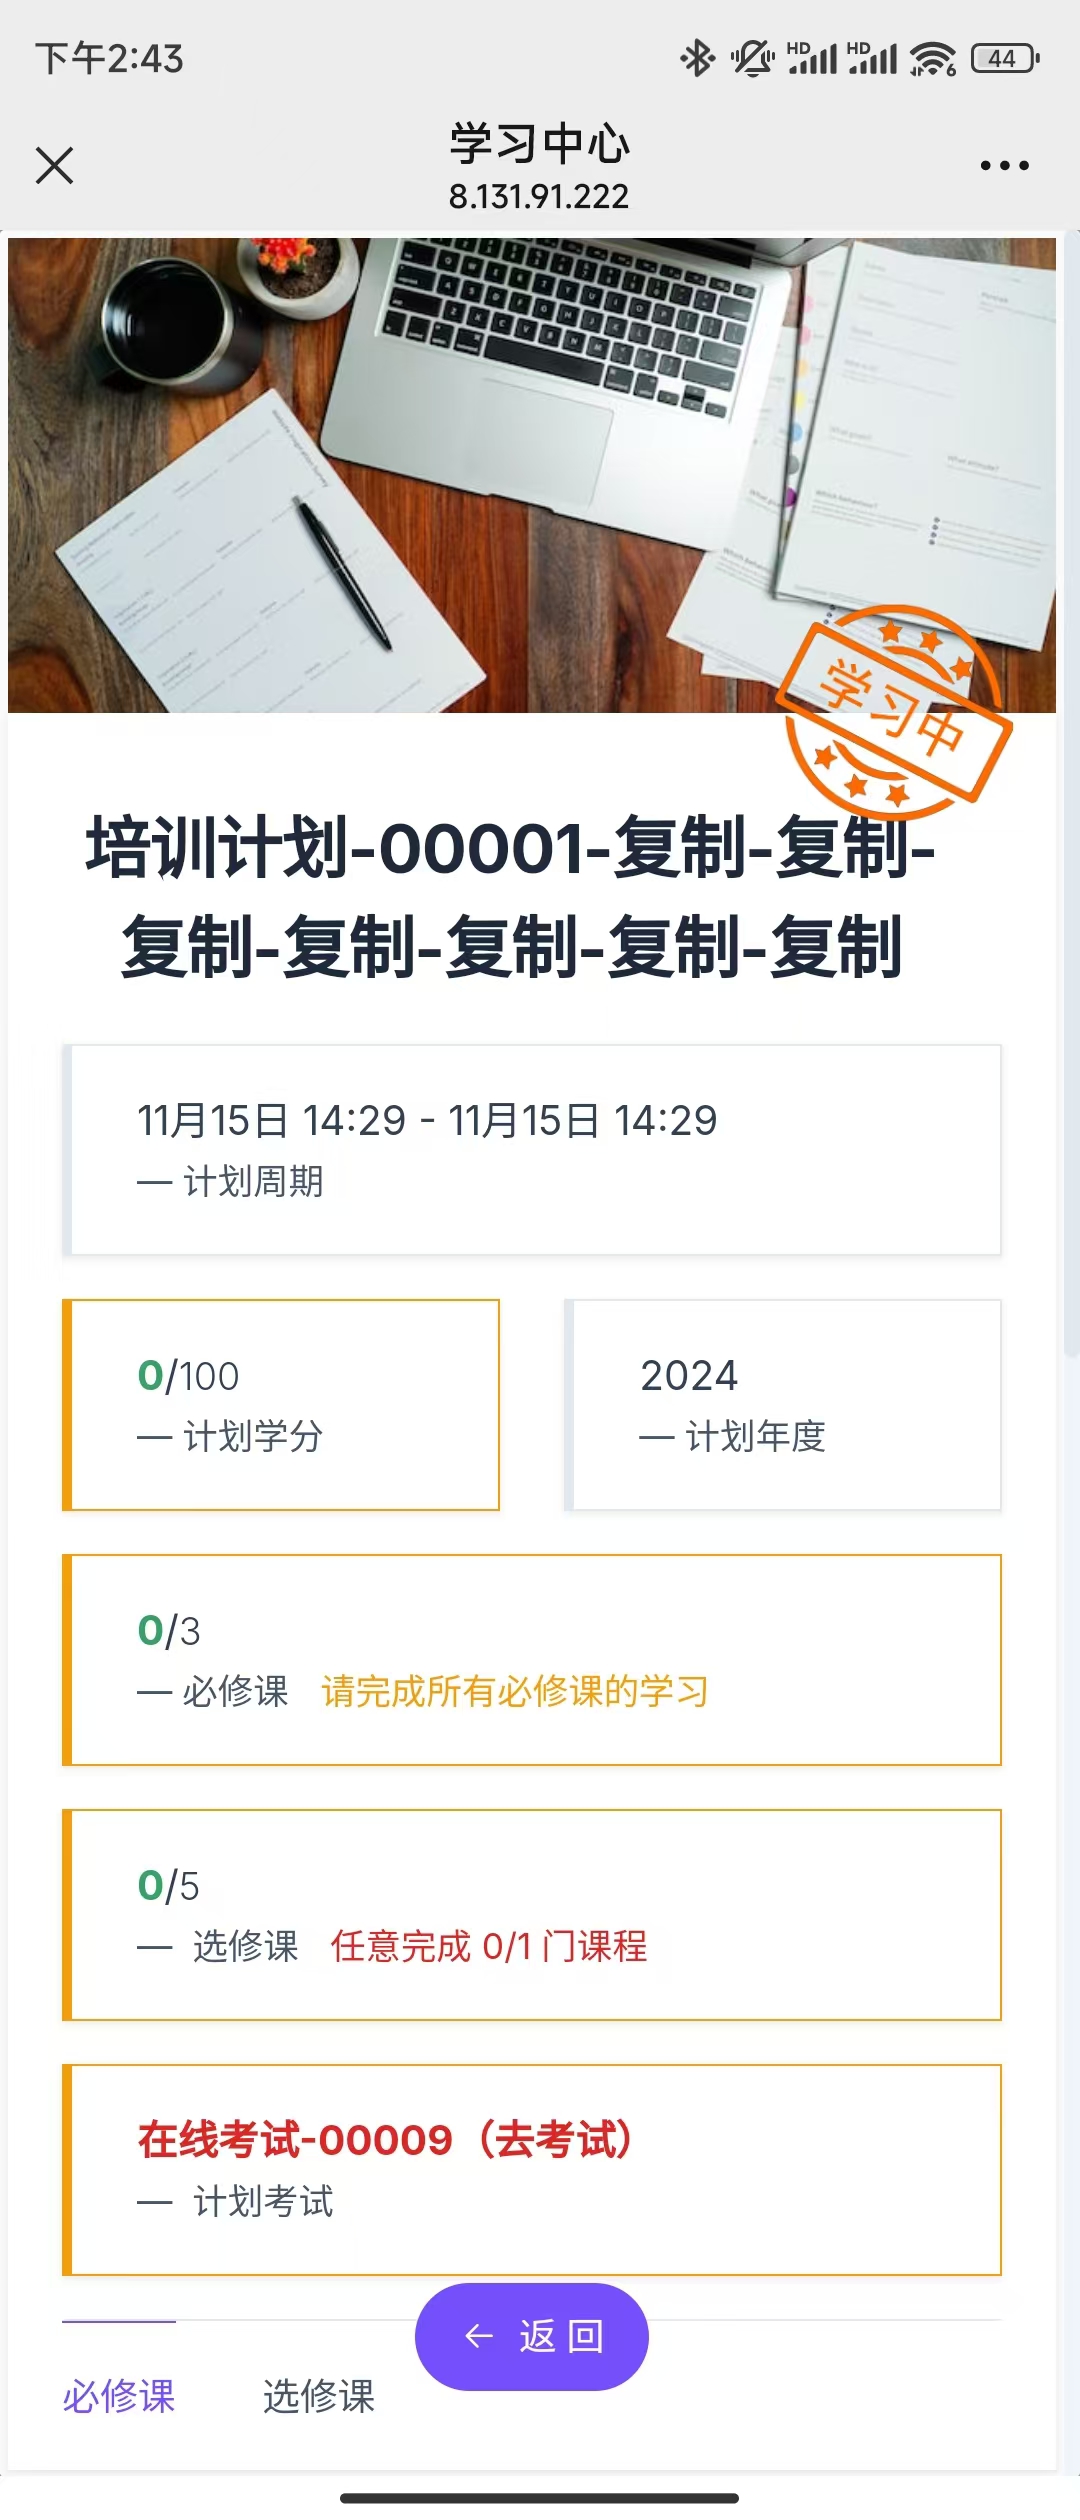 下午2:43
HD
HD
6
44
学习中心
8.131.91.222
学习中
培训计划-00001-复制-复制-
复制-复制-复制-复制-复制
11月15日 14:29 - 11月15日 14:29
— 计划周期
0/100
— 计划学分
2024
— 计划年度
0/3
— 必修课 请完成所有必修课的学习
0/5
— 选修课 任意完成 0/1 门课程
在线考试-00009（去考试）
— 计划考试
← 返回
必修课 选修课